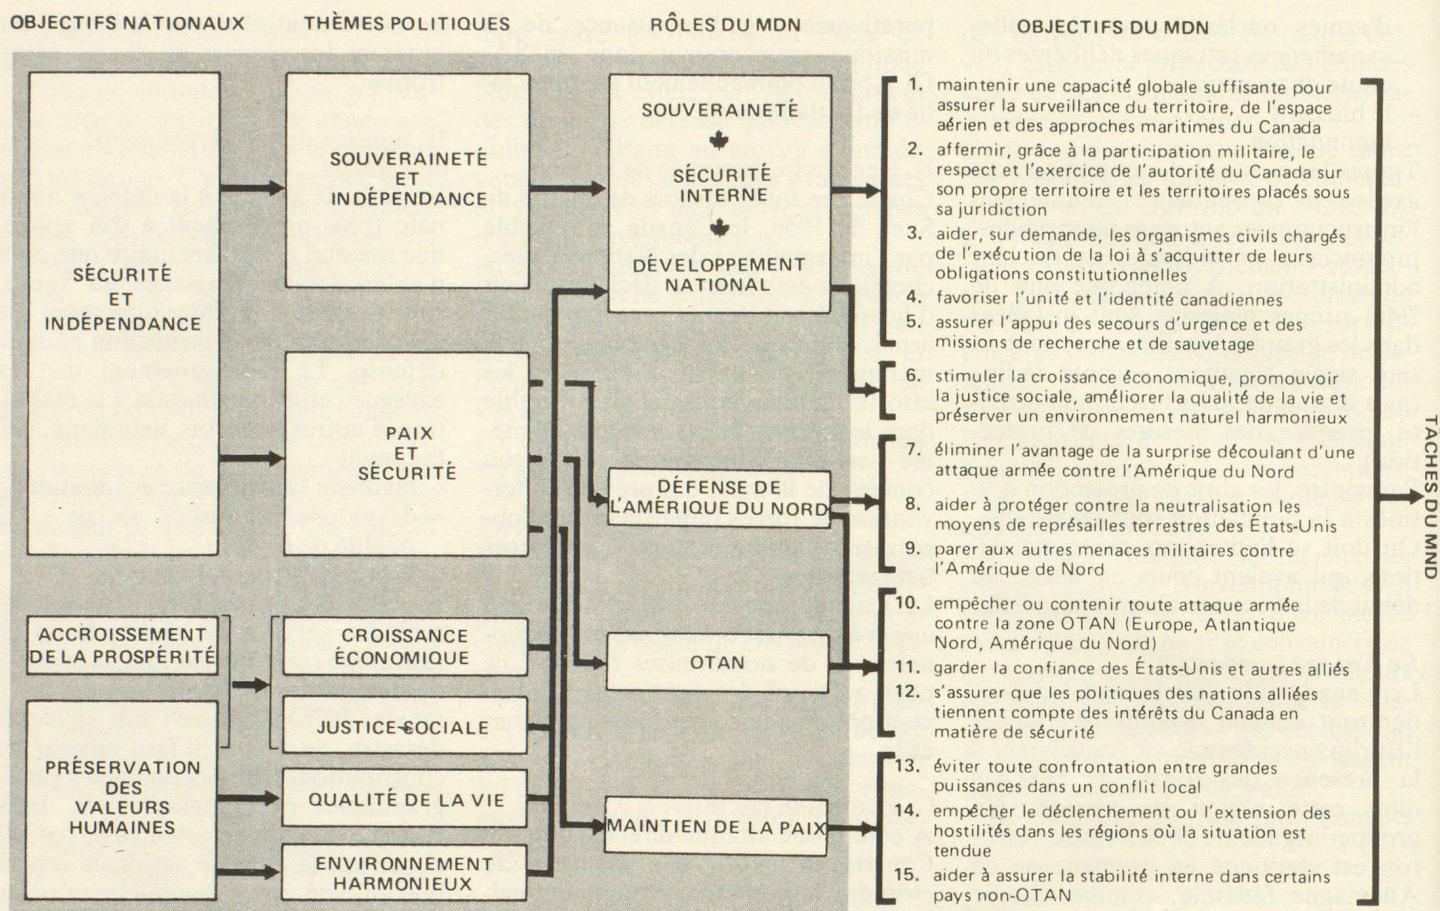 OBJECTIFS NATIONAUX
THÈMES POLITIQUES
RÔLES DU MDN
OBJECTIFS DU MDN
SÉCURITÉ
ET
INDÉPENDANCE
ACCROISSEMENT
DE LA PROSPÉRITÉ
PRÉSERVATION
DES
VALEURS
HUMAINES
SOUVERAINETÉ
ET
INDÉPENDANCE
PAIX
ET
SÉCURITÉ
CROISSANCE
ÉCONOMIQUE
JUSTICE SOCIALE
QUALITÉ DE LA VIE
ENVIRONNEMENT
HARMONIEUX
SOUVERAINETÉ
SÉCURITÉ
INTERNE
DÉVELOPPEMENT
NATIONAL
DÉFENSE DE
L'AMÉRIQUE DU NORD
OTAN
MAINTIEN DE LA PAIX
1. maintenir une capacité globale suffisante pour
assurer la surveillance du territoire, de l'espace
aérien et des approches maritimes du Canada
2. affermir, grâce à la participation militaire, le
respect et l'exercice de l'autorité du Canada sur
son propre territoire et les territoires placés sous
sa juridiction
3. aider, sur demande, les organismes civils chargés
de l'exécution de la loi à s'acquitter de leurs
obligations constitutionnelles
4. favoriser l'unité et l'identité canadiennes
5. assurer l'appui des secours d'urgence et des
missions de recherche et de sauvetage
6. stimuler la croissance économique, promouvoir
la justice sociale, améliorer la qualité de la vie et
préserver un environnement naturel harmonieux
7. éliminer l'avantage de la surprise découlant d'une
attaque armée contre l'Amérique du Nord
8. aider à protéger contre la neutralisation les
moyens de représailles terrestres des États-Unis
9. parer aux autres menaces militaires contre
l'Amérique de Nord
10. empêcher ou contenir toute attaque armée
contre la zone OTAN (Europe, Atlantique
Nord, Amérique du Nord)
11. garder la confiance des États-Unis et autres alliés
12. s'assurer que les politiques des nations alliées
tiennent compte des intérêts du Canada en
matière de sécurité
13. éviter toute confrontation entre grandes
puissances dans un conflit local
14. empêcher le déclenchement ou l'extension des
hostilités dans les régions où la situation est
tendue
15. aider à assurer la stabilité interne dans certains
pays non-OTAN
TÂCHES DU MND